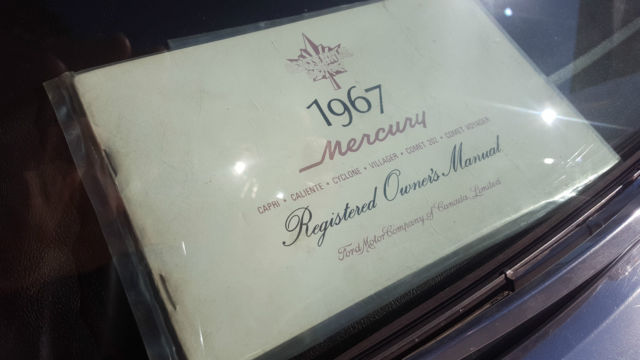 1967
Mercury
CAPRI • CALIENTE • CYCLONE • VILLAGER • COMET 202 • COMET VOYAGER
Registered Owner's Manual
Ford Motor Company of Canada, Limited